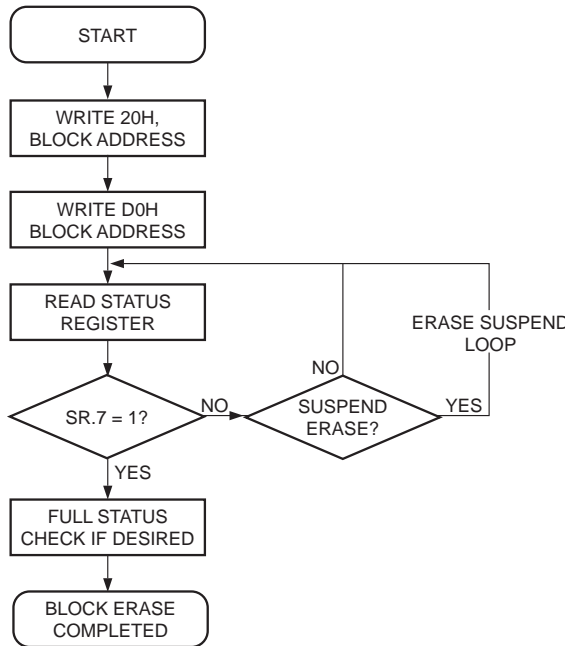 START
WRITE 20H,
BLOCK ADDRESS
WRITE D0H
BLOCK ADDRESS
READ STATUS
REGISTER
ERASE SUSPEND
LOOP
NO
SR.7 = 1?
NO
SUSPEND
ERASE?
YES
YES
FULL STATUS
CHECK IF DESIRED
BLOCK ERASE
COMPLETED